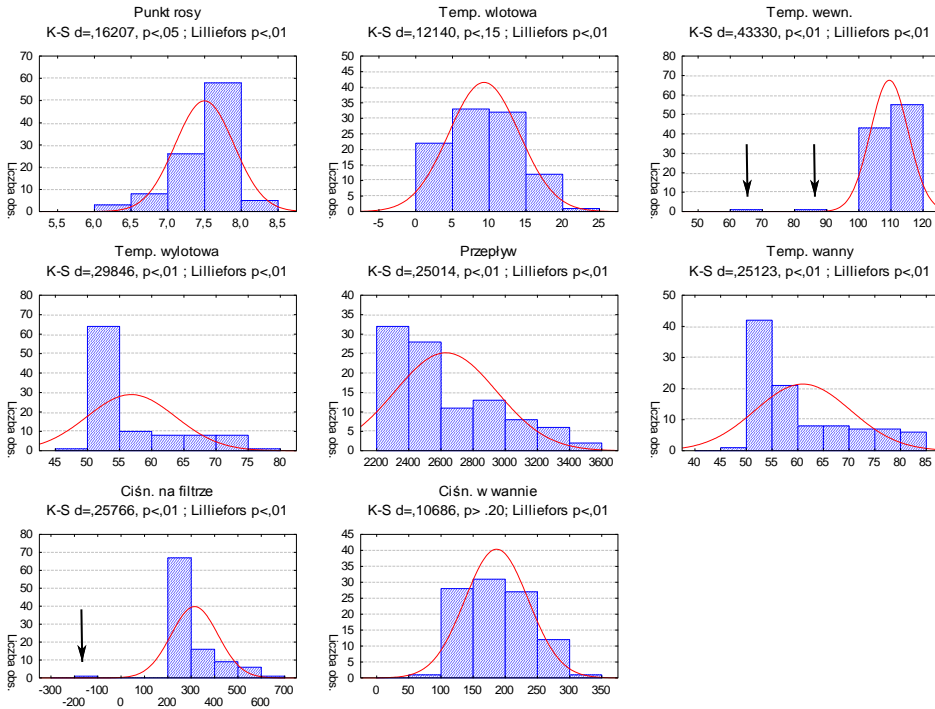 Punkt rosy
K-S d=,16207, p<,05 ; Lilliefors p<,01
70
60
50
40
30
20
10
0
5,5 6,0 6,5 7,0 7,5 8,0 8,5
Liczba obs.
Temp. wlotowa
K-S d=,12140, p<,15 ; Lilliefors p<,01
50
45
40
35
30
25
20
15
10
5
0
-5 0 5 10 15 20 25
Liczba obs.
Temp. wewn.
K-S d=,43330, p<,01 ; Lilliefors p<,01
80
70
60
50
40
30
20
10
0
50 60 70 80 90 100 110 120
Liczba obs.
Temp. wylotowa
K-S d=,29846, p<,01 ; Lilliefors p<,01
80
70
60
50
40
30
20
10
0
45 50 55 60 65 70 75 80
Liczba obs.
Przepływ
K-S d=,25014, p<,01 ; Lilliefors p<,01
40
35
30
25
20
15
10
5
0
2200 2400 2600 2800 3000 3200 3400 3600
Liczba obs.
Temp. wanny
K-S d=,25123, p<,01 ; Lilliefors p<,01
50
40
30
20
10
0
40 45 50 55 60 65 70 75 80 85
Liczba obs.
Ciśn. na filtrze
K-S d=,25766, p<,01 ; Lilliefors p<,01
80
70
60
50
40
30
20
10
0
-300 -100 100 300 500 700
-200 0 200 400 600
Liczba obs.
Ciśn. w wannie
K-S d=,10686, p> .20; Lilliefors p<,01
45
40
35
30
25
20
15
10
5
0
0 50 100 150 200 250 300 350
Liczba obs.